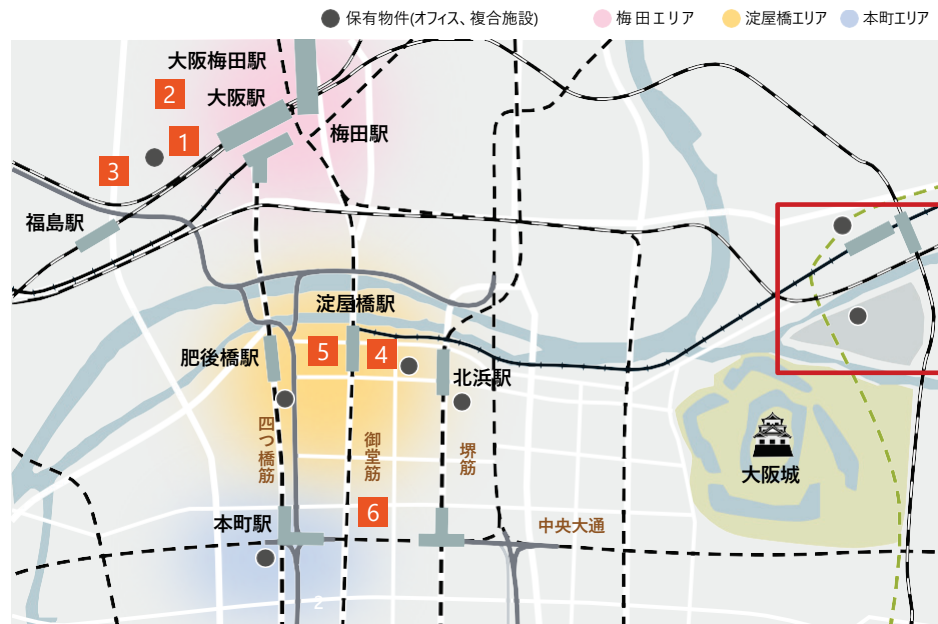 保有物件(オフィス、複合施設) 梅田エリア 淀屋橋エリア 本町エリア
大阪梅田駅
2
大阪駅
1
梅田駅
3
福島駅
淀屋橋駅
5
4
肥後橋駅
北浜駅
四つ橋筋
御堂筋
堺筋
大阪城
6
本町駅
中央大通
2